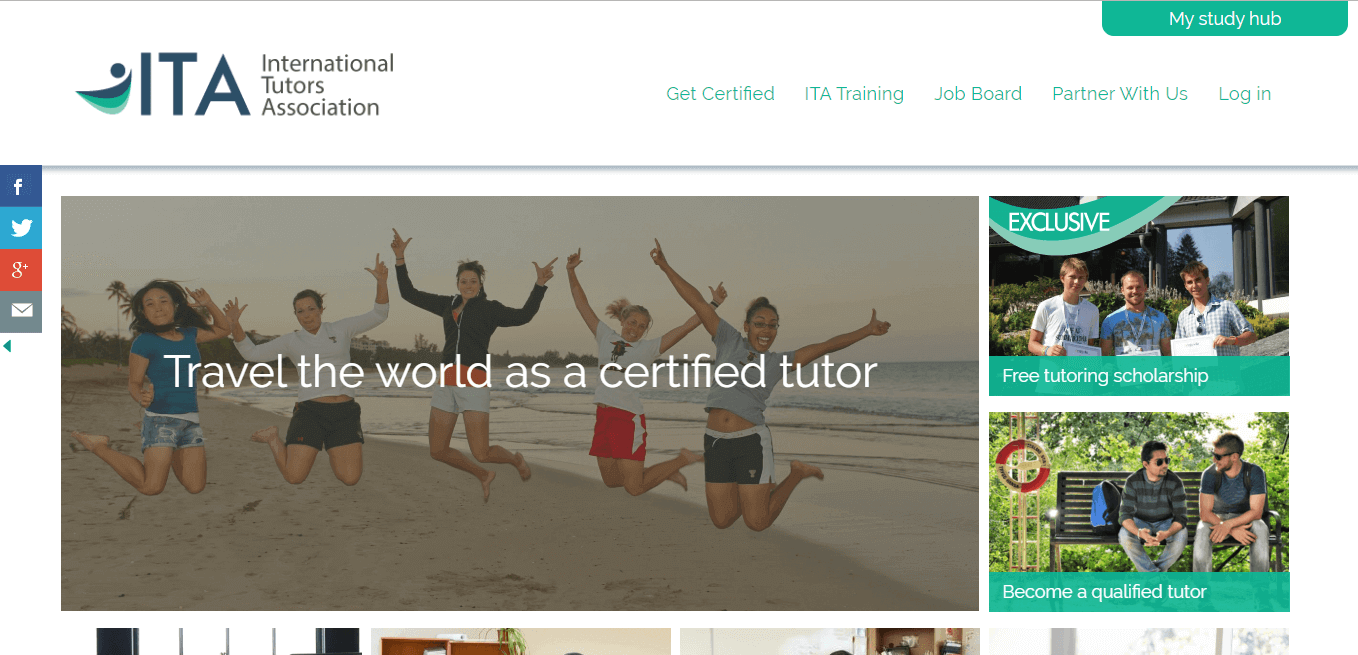 My study hub
ITA
International
Tutors
Association
Get Certified
ITA Training
Job Board
Partner With Us
Log in
f
g+
Travel the world as a certified tutor
EXCLUSIVE
Free tutoring scholarship
Become a qualified tutor